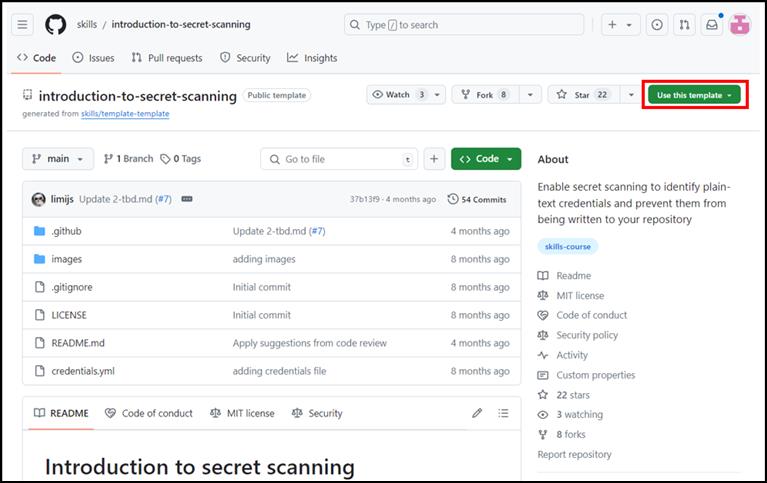 skills / introduction-to-secret-scanning
Type / to search
Code
Issues
Pull requests
Security
Insights
introduction-to-secret-scanning Public template
Watch 3
Fork 8
Star 22
Use this template
generated from skills/template-template
main
1 Branch
0 Tags
Go to file
t
Code
limijs Update 2-tbd.md (#7)
37b13f9 · 4 months ago
54 Commits
.github Update 2-tbd.md (#7) 4 months ago
images adding images 8 months ago
.gitignore Initial commit 8 months ago
LICENSE Initial commit 8 months ago
README.md Apply suggestions from code review 4 months ago
credentials.yml adding credentials file 8 months ago
README
Code of conduct
MIT license
Security
Introduction to secret scanning
About
Enable secret scanning to identify plain-
text credentials and prevent them from
being written to your repository
skills-course
Readme
MIT license
Code of conduct
Security policy
Activity
Custom properties
22 stars
3 watching
8 forks
Report repository